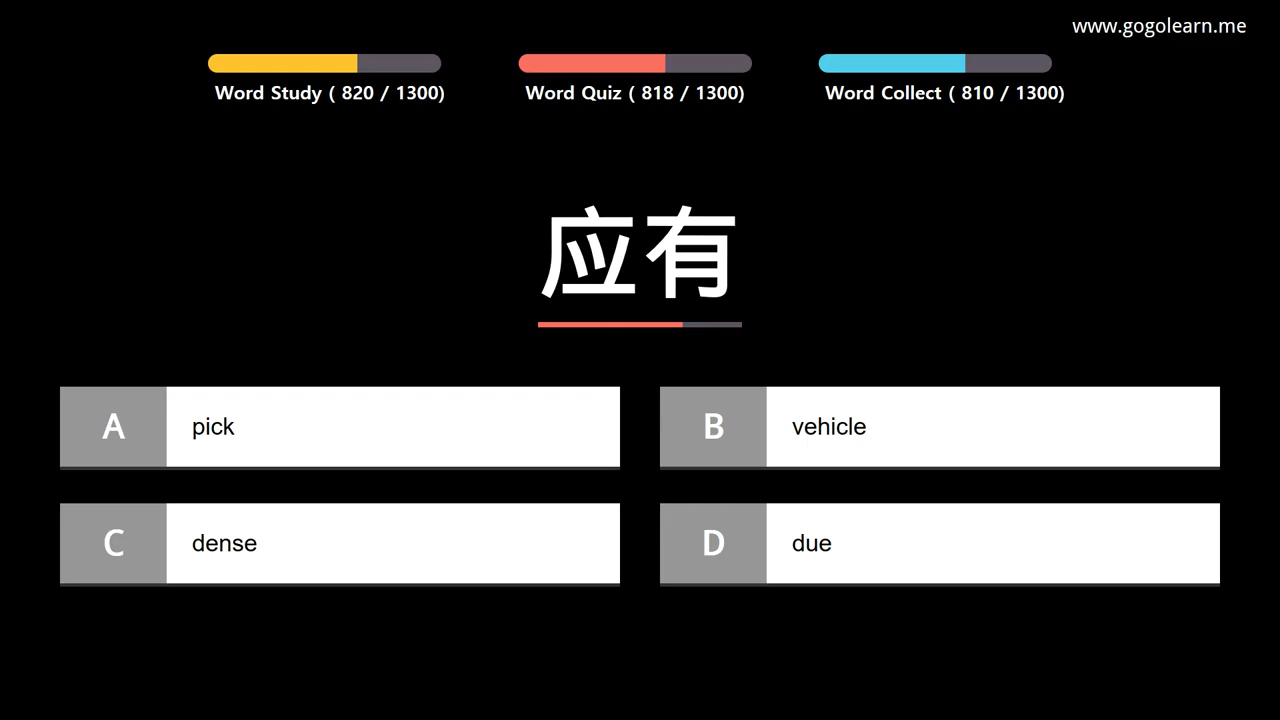 www.gogolearn.me
Word Study ( 820 / 1300)
Word Quiz ( 818 / 1300)
Word Collect ( 810 / 1300)
应有
A pick
B vehicle
C dense
D due